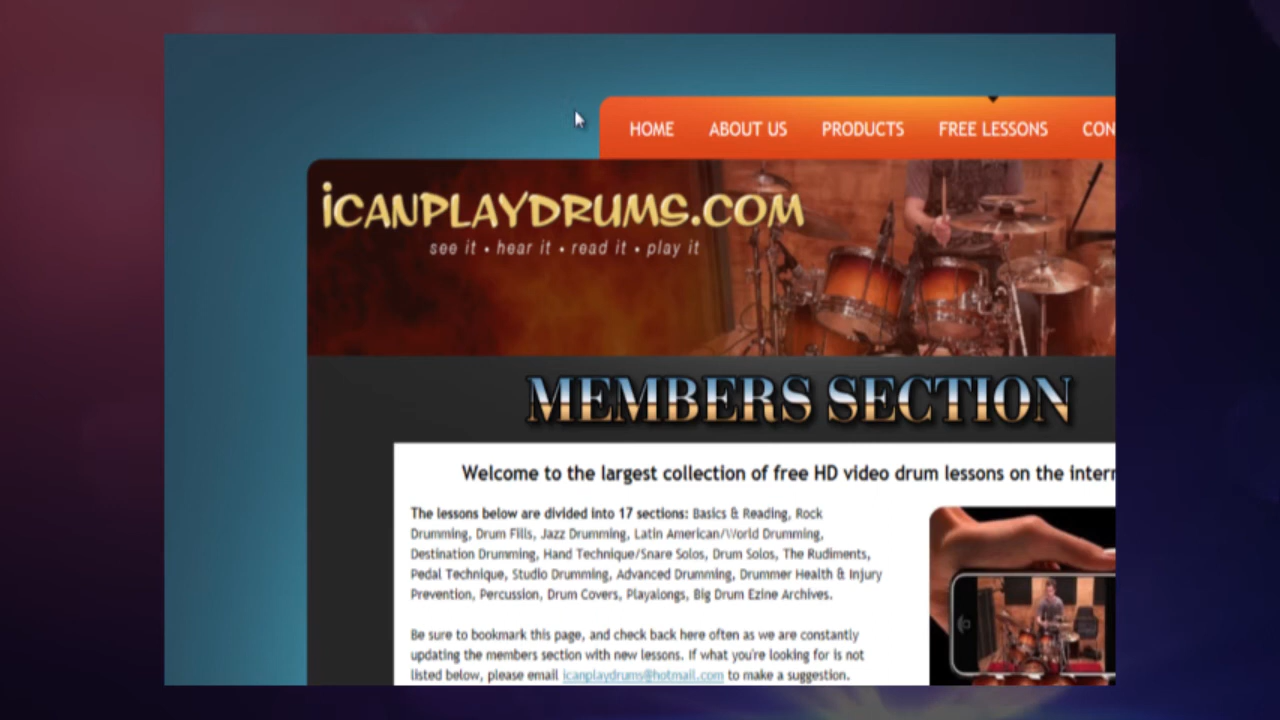 HOME ABOUT US PRODUCTS FREE LESSONS CON
iCANPLAYDRUMS.COM
see it • hear it • read it • play it
MEMBERS SECTION
Welcome to the largest collection of free HD video drum lessons on the intern
The lessons below are divided into 17 sections: Basics & Reading, Rock
Drumming, Drum Fills, Jazz Drumming, Latin American/World Drumming,
Destination Drumming, Hand Technique/Snare Solos, Drum Solos, The Rudiments,
Pedal Technique, Studio Drumming, Advanced Drumming, Drummer Health & Injury
Prevention, Percussion, Drum Covers, Playalongs, Big Drum Ezine Archives.
Be sure to bookmark this page, and check back here often as we are constantly
updating the members section with new lessons. If what you're looking for is not
listed below, please email icanplaydrums@hotmail.com to make a suggestion.